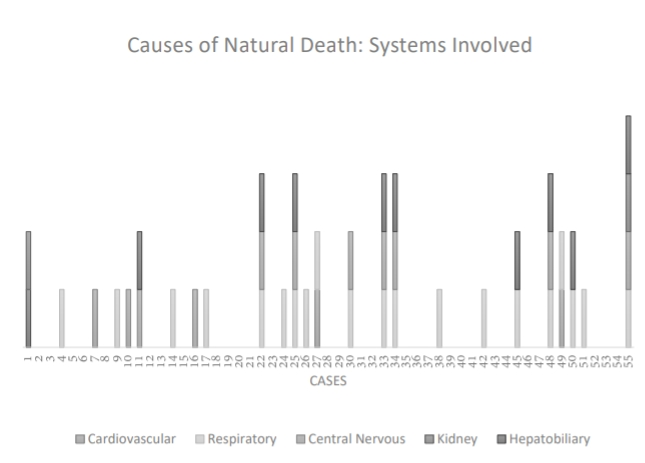 Causes of Natural Death: Systems Involved
1 2 3 4 5 6 7 8 9 10 11 12 13 14 15 16 17 18 19 20 21 22 23 24 25 26 27 28 29 30 31 32 33 34 35 36 37 38 39 40 41 42 43 44 45 46 47 48 49 50 51 52 53 54 55
CASES
Cardiovascular Respiratory Central Nervous Kidney Hepatobiliary